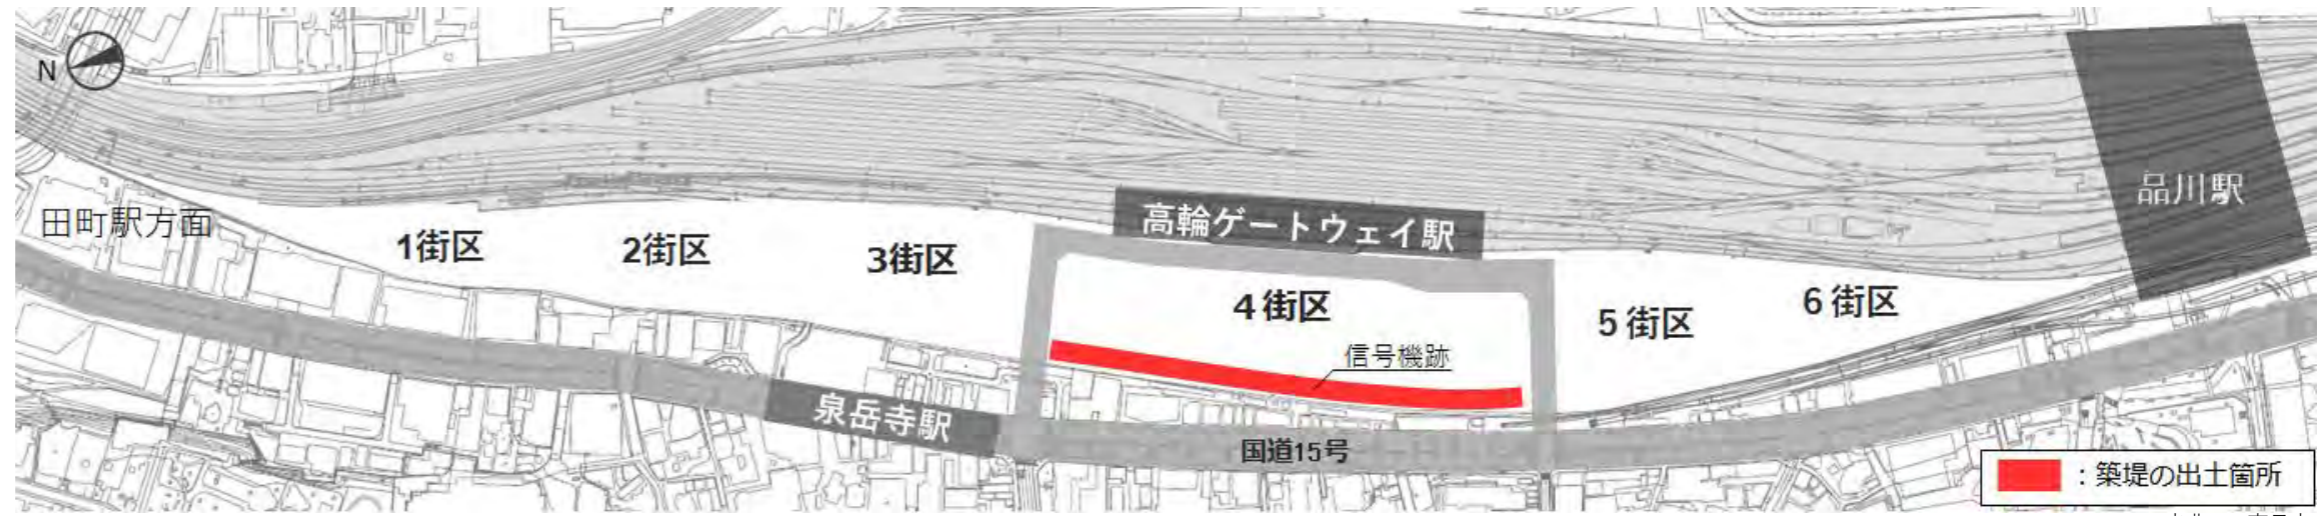 N
田町駅方面
1街区
2街区
3街区
高輪ゲートウェイ駅
4街区
信号機跡
5街区
6街区
品川駅
泉岳寺駅
国道15号
：築堤の出土箇所